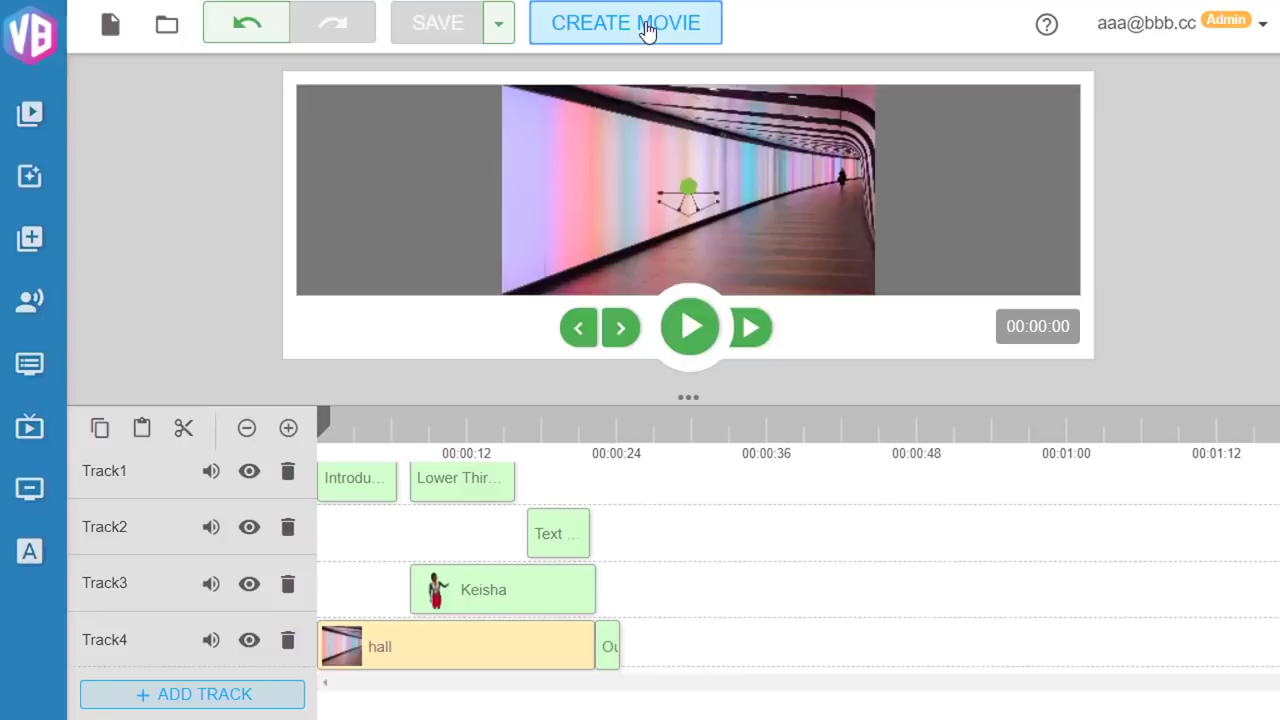 VB
SAVE
CREATE MOVIE
aaa@bbb.cc
Admin
00:00:00
00:00:12
00:00:24
00:00:36
00:00:48
00:01:00
00:01:12
Track1
Introdu...
Lower Thir...
Track2
Text ...
Track3
Keisha
Track4
hall
Ou
+ ADD TRACK
A